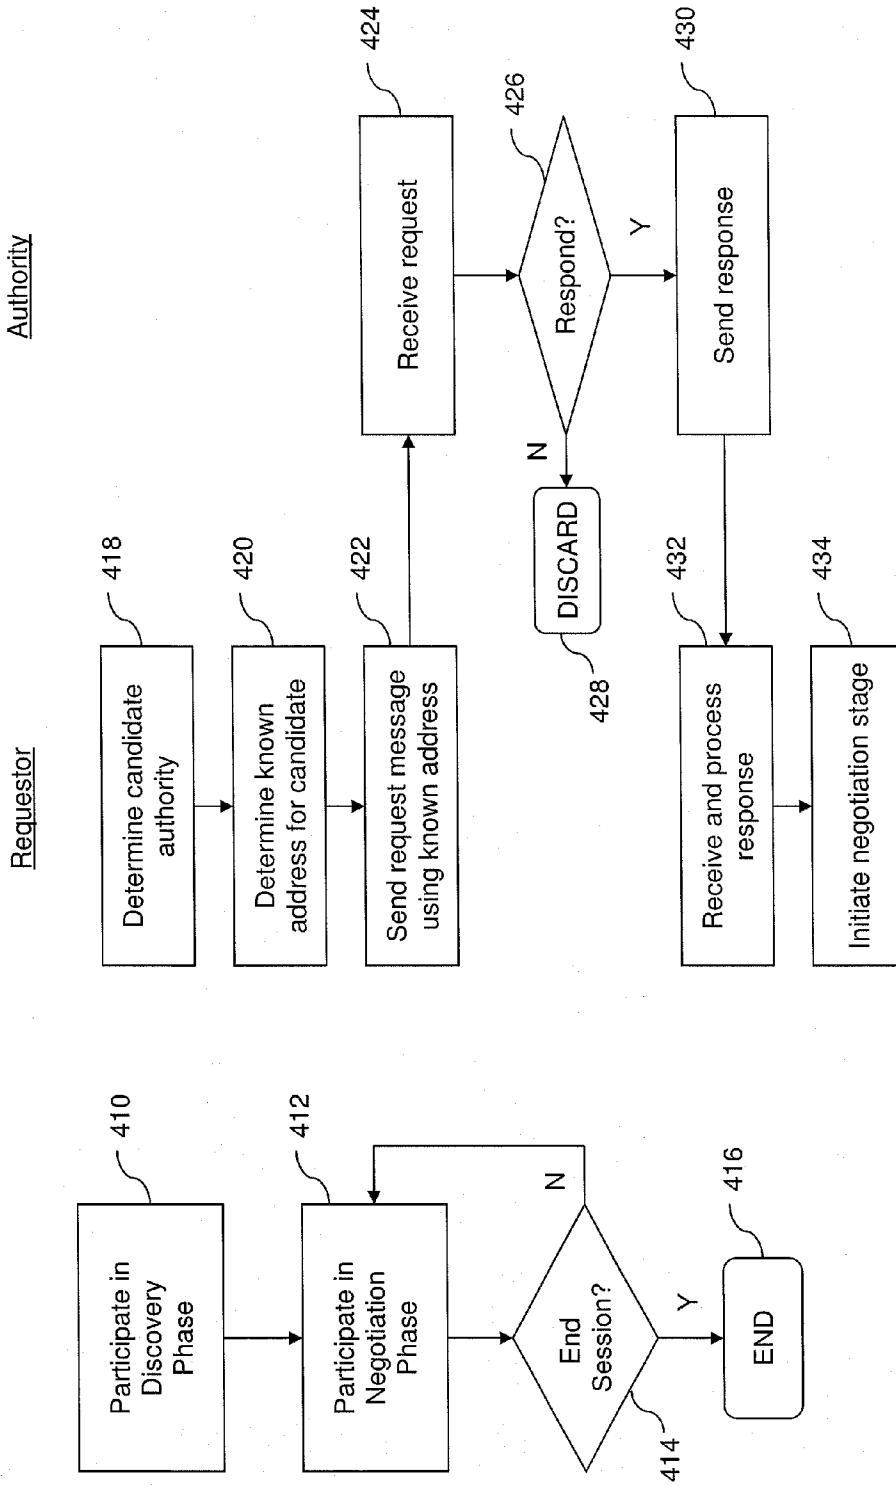 Participate in
Discovery
Phase
410
Participate in
Negotiation
Phase
412
End
Session?
414
N
Y
END
416
Requestor
Authority
Determine candidate
authority
418
Determine known
address for candidate
420
Send request message
using known address
422
Receive request
424
Respond?
426
N
DISCARD
428
Y
Send response
430
Receive and process
response
432
Initiate negotiation stage
434